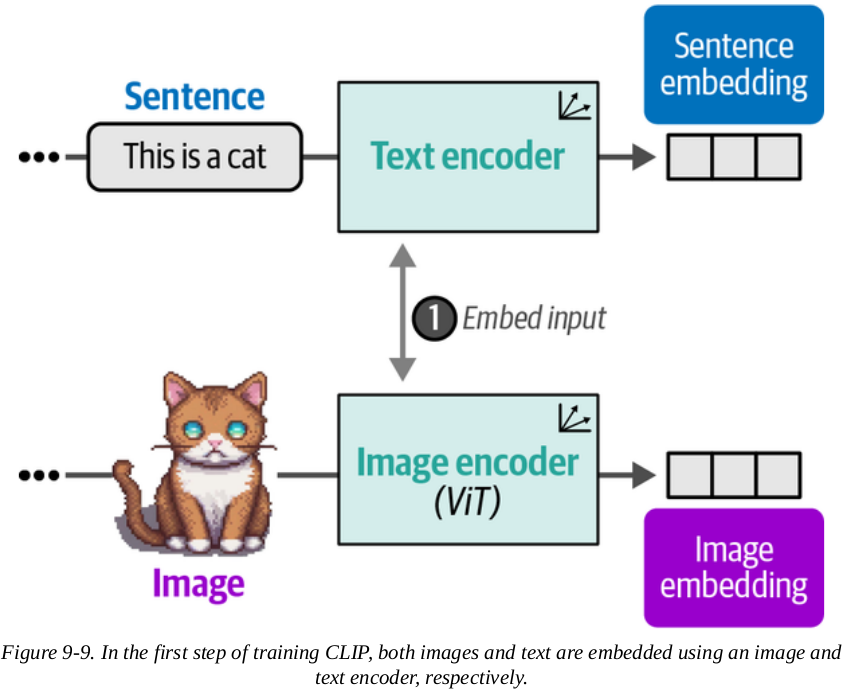 Sentence
embedding
Sentence
This is a cat
Text encoder
1 Embed input
Image encoder
(ViT)
Image
Image
embedding
Figure 9-9. In the first step of training CLIP, both images and text are embedded using an image and
text encoder, respectively.